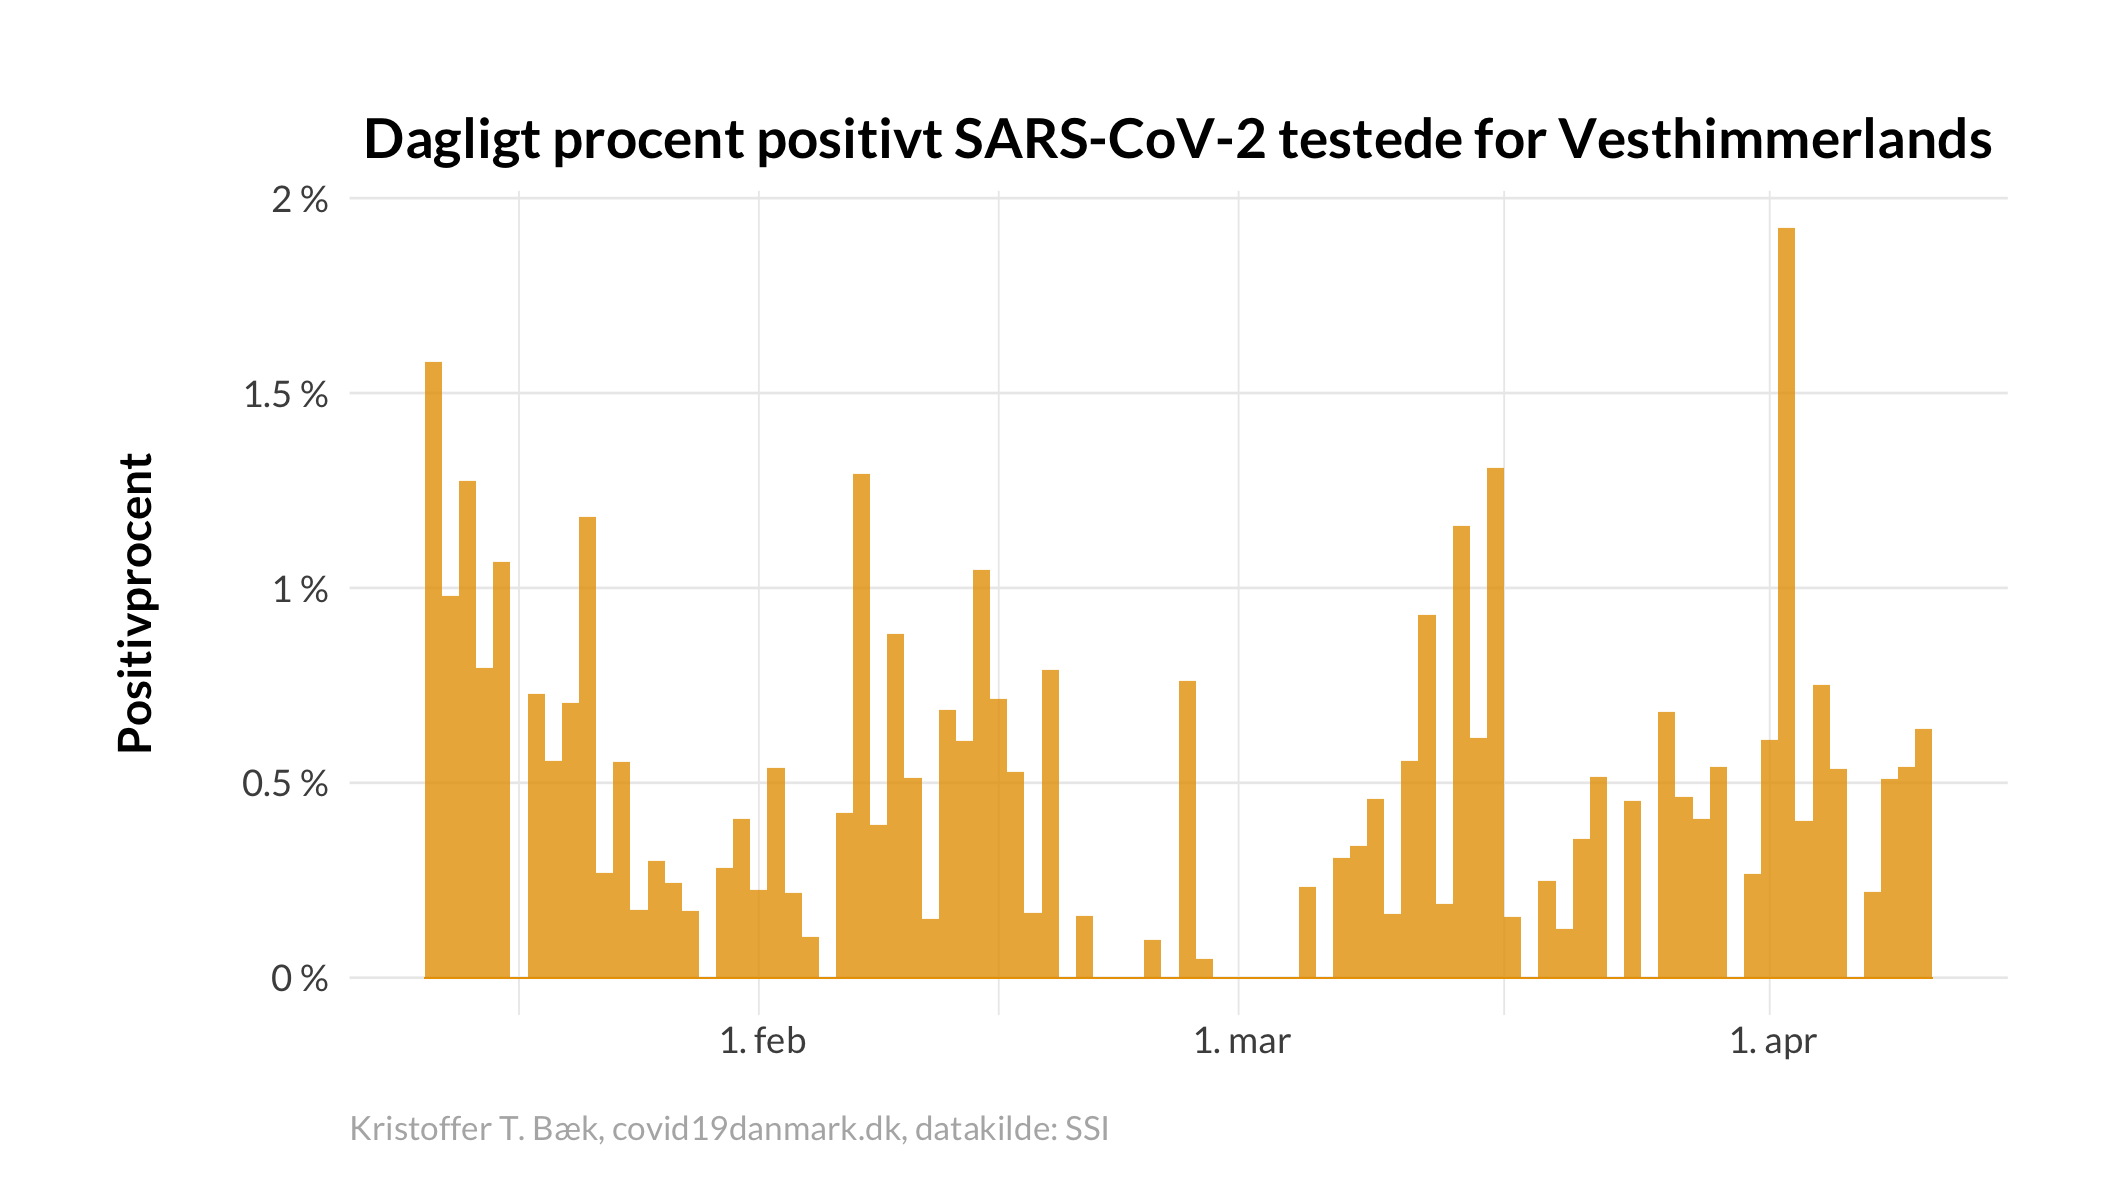 Dagligt procent positivt SARS-CoV-2 testede for Vesthimmerlands
Positivprocent
2 %
1.5 %
1 %
0.5 %
0 %
1. feb
1. mar
1. apr
Kristoffer T. Bæk, covid19danmark.dk, datakilde: SSI